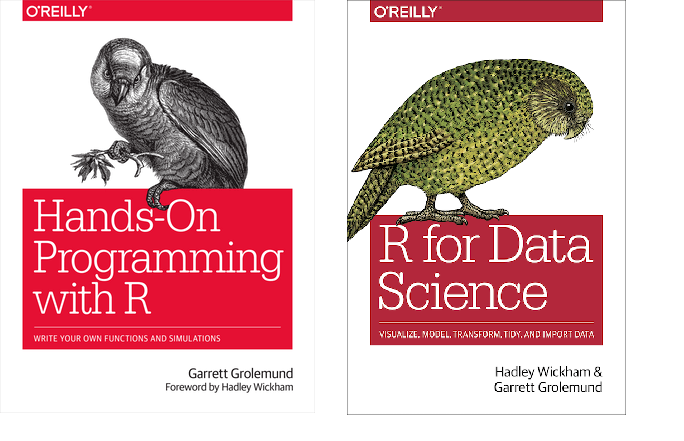 O'REILLY®
Hands-On
Programming
with R
WRITE YOUR OWN FUNCTIONS AND SIMULATIONS
Garrett Grolemund
Foreword by Hadley Wickham
O'REILLY®
R for Data
Science
VISUALIZE, MODEL, TRANSFORM, TIDY, AND IMPORT DATA
Hadley Wickham &
Garrett Grolemund